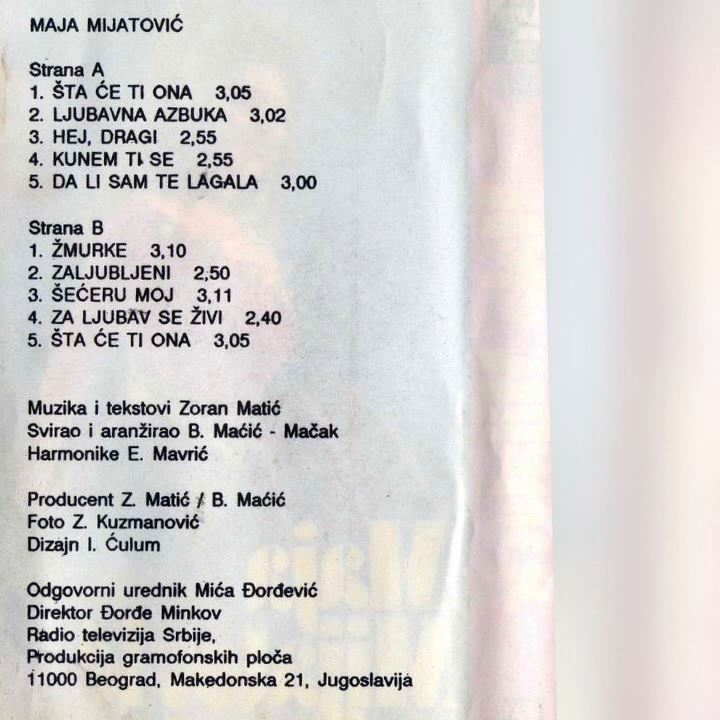 MAJA MIJATOVIĆ
Strana A
1. ŠTA ĆE TI ONA 3,05
2. LJUBAVNA AZBUKA 3,02
3. HEJ, DRAGI 2,55
4. KUNEM TI SE 2,55
5. DA LI SAM TE LAGALA 3,00
Strana B
1. ŽMURKE 3,10
2. ZALJUBLJENI 2,50
3. ŠEĆERU MOJ 3,11
4. ZA LJUBAV SE ŽIVI 2,40
5. ŠTA ĆE TI ONA 3,05
Muzika i tekstovi Zoran Matić
Svirao i aranžirao B. Maćić - Mačak
Harmonike E. Mavrić
Producent Z. Matić / B. Maćić
Foto Z. Kuzmanović
Dizajn I. Ćulum
Odgovorni urednik Mića Đorđević
Direktor Đorđe Minkov
Radio televizija Srbije,
Produkcija gramofonskih ploča
11000 Beograd, Makedonska 21, Jugoslavija